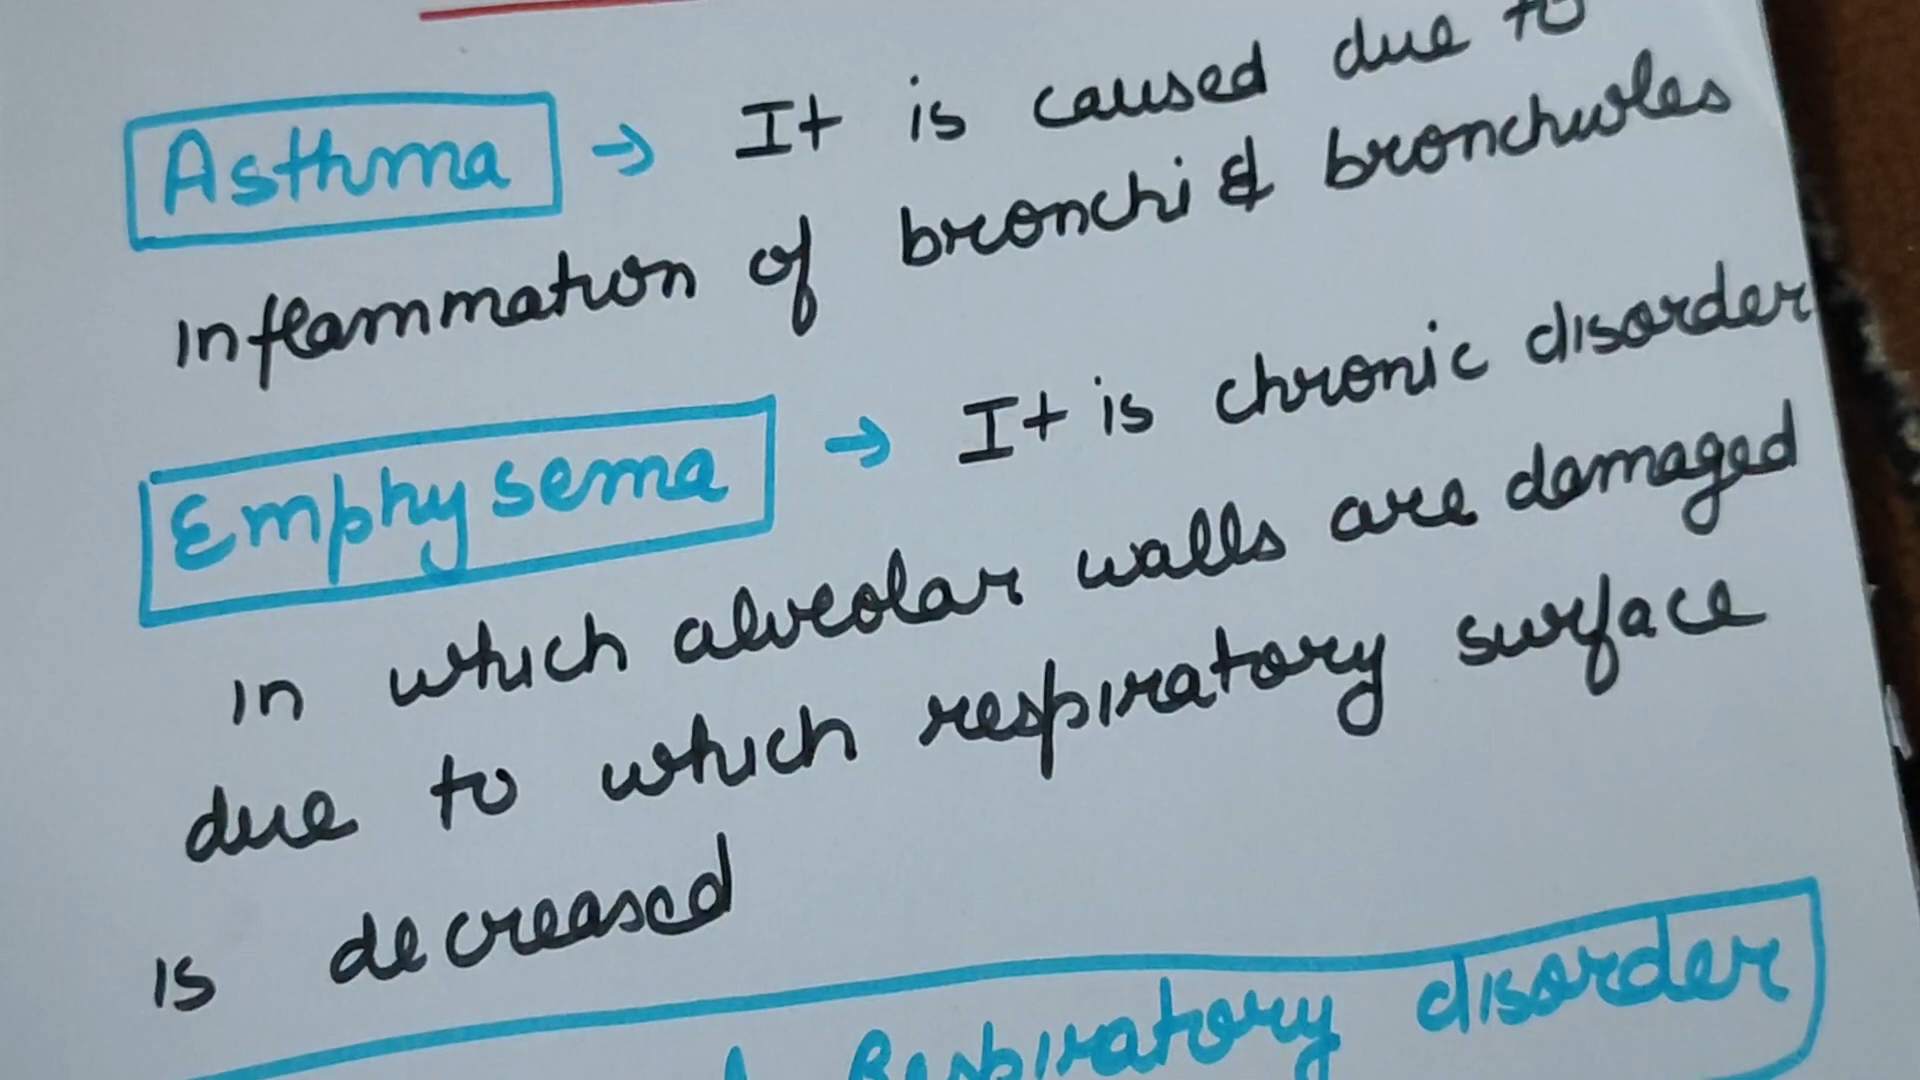 Asthma → It is caused due to
inflammation of bronchi & bronchioles
Emphysema → It is chronic disorder
in which alveolar walls are damaged
due to which respiratory surface
is decreased
Respiratory disorder